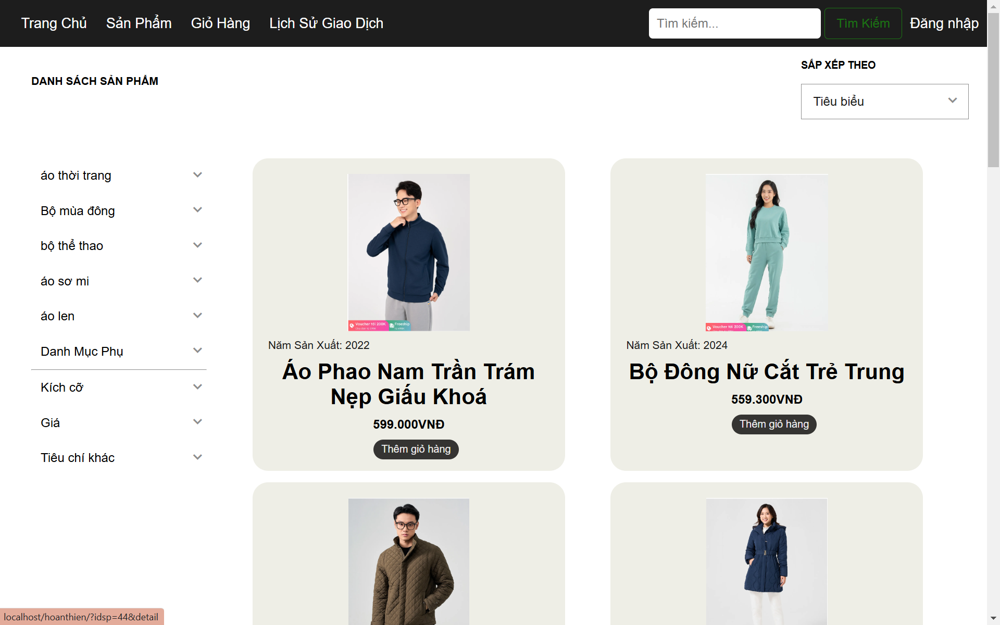 Trang Chủ Sản Phẩm Giỏ Hàng Lịch Sử Giao Dịch Tìm kiếm... Tìm Kiếm Đăng nhập
DANH SÁCH SẢN PHẨM
SẮP XẾP THEO
Tiêu biểu
áo thời trang
Bộ mùa đông
bộ thể thao
áo sơ mi
áo len
Danh Mục Phụ
Kích cỡ
Giá
Tiêu chí khác
Voucher tới 200K Freeship
Năm Sản Xuất: 2022
Áo Phao Nam Trần Trám
Nẹp Giấu Khoá
599.000VNĐ
Thêm giỏ hàng
Voucher tới 200K Freeship
Năm Sản Xuất: 2024
Bộ Đông Nữ Cắt Trẻ Trung
559.300VNĐ
Thêm giỏ hàng
localhost/hoanthien/?idsp=44&detail